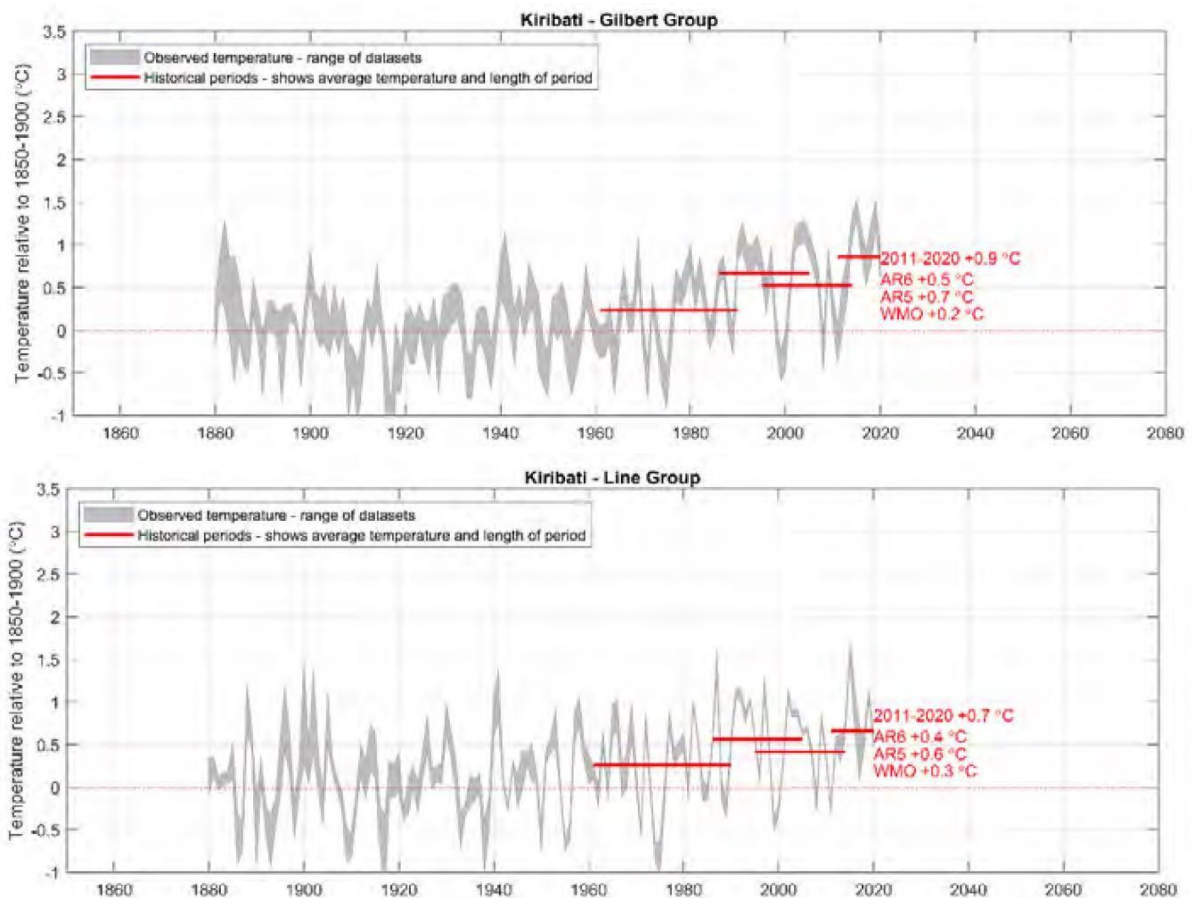 Kiribati - Gilbert Group
Temperature relative to 1850-1900 (°C)
3.5
3
2.5
2
1.5
1
0.5
0
-0.5
-1
Observed temperature - range of datasets
Historical periods - shows average temperature and length of period
2011-2020 +0.9 °C
AR6 +0.5 °C
AR5 +0.7 °C
WMO +0.2 °C
1860 1880 1900 1920 1940 1960 1980 2000 2020 2040 2060 2080
Kiribati - Line Group
Temperature relative to 1850-1900 (°C)
3.5
3
2.5
2
1.5
1
0.5
0
-0.5
-1
Observed temperature - range of datasets
Historical periods - shows average temperature and length of period
2011-2020 +0.7 °C
AR6 +0.4 °C
AR5 +0.6 °C
WMO +0.3 °C
1860 1880 1900 1920 1940 1960 1980 2000 2020 2040 2060 2080